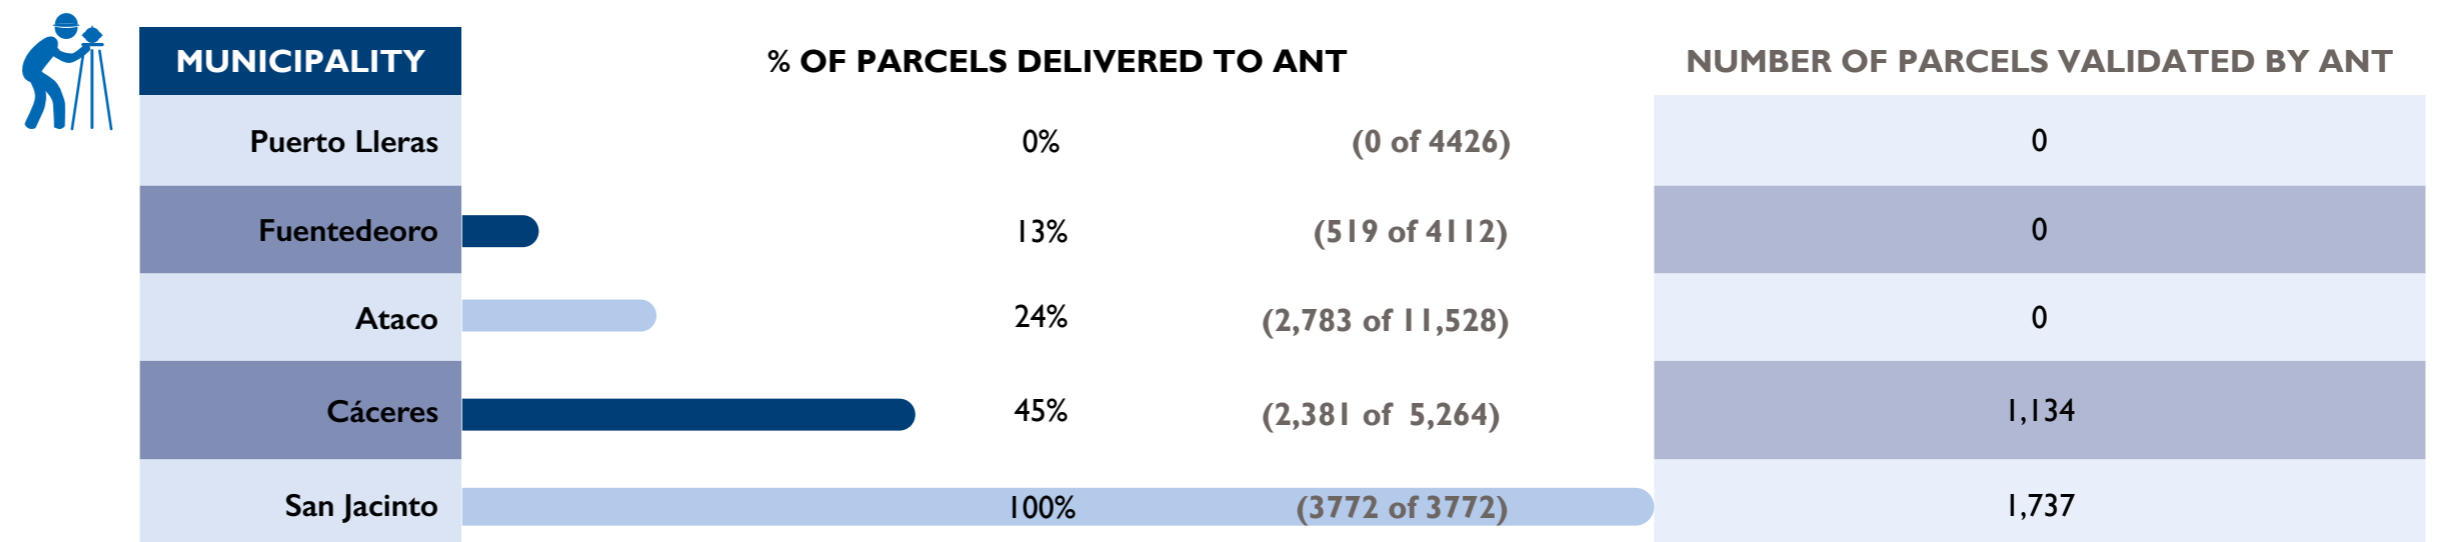 MUNICIPALITY % OF PARCELS DELIVERED TO ANT NUMBER OF PARCELS VALIDATED BY ANT
Puerto Lleras 0% (0 of 4426) 0
Fuentedeoro 13% (519 of 4112) 0
Ataco 24% (2,783 of 11,528) 0
Cáceres 45% (2,381 of 5,264) 1,134
San Jacinto 100% (3772 of 3772) 1,737